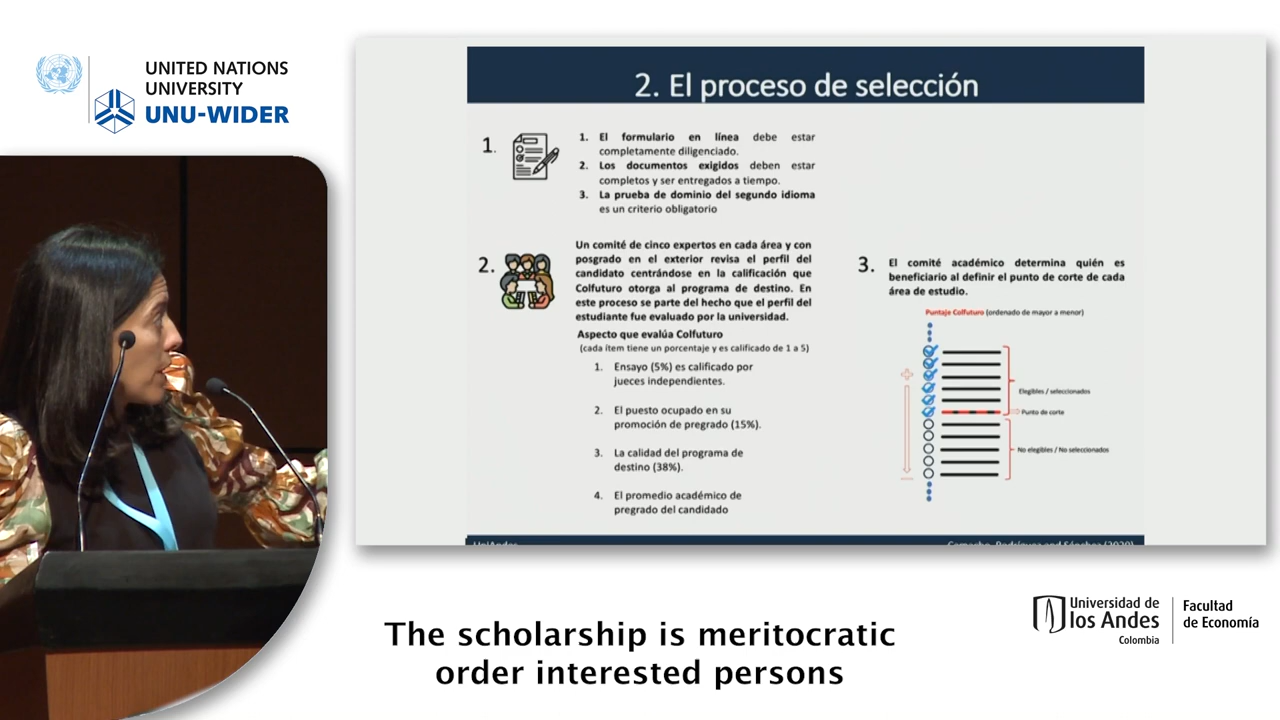 UNITED NATIONS
UNIVERSITY
UNU-WIDER
2. El proceso de selección
1.
1. El formulario en línea debe estar
completamente diligenciado.
2. Los documentos exigidos deben estar
completos y ser entregados a tiempo.
3. La prueba de dominio del segundo idioma
es un criterio obligatorio
2.
Un comité de cinco expertos en cada área y con
posgrado en el exterior revisa el perfil del
candidato centrándose en la calificación que
Colfuturo otorga al programa de destino. En
este proceso se parte del hecho que el perfil del
estudiante fue evaluado por la universidad.
Aspecto que evalúa Colfuturo
(cada ítem tiene un porcentaje y es calificado de 1 a 5)
1. Ensayo (5%) es calificado por
jueces independientes.
2. El puesto ocupado en su
promoción de pregrado (15%).
3. La calidad del programa de
destino (38%).
4. El promedio académico de
pregrado del candidato
3.
El comité académico determina quién es
beneficiario al definir el punto de corte de cada
área de estudio.
Puntaje Colfuturo (ordenado de mayor a menor)
Elegibles / seleccionados
Punto de corte
No elegibles / No seleccionados
The scholarship is meritocratic
order interested persons
Universidad de
los Andes
Colombia
Facultad
de Economía